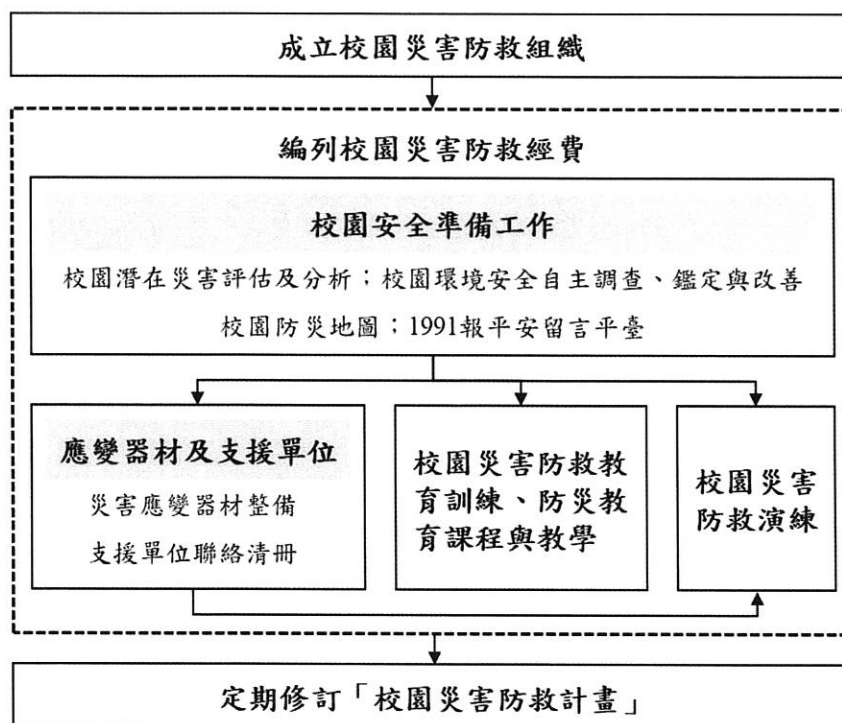 成立校園災害防救組織
編列校園災害防救經費
校園安全準備工作
校園潛在災害評估及分析；校園環境安全自主調查、鑑定與改善
校園防災地圖；1991報平安留言平臺
應變器材及支援單位
災害應變器材整備
支援單位聯絡清冊
校園災害防救教
育訓練、防災教
育課程與教學
校園災害
防救演練
定期修訂「校園災害防救計畫」